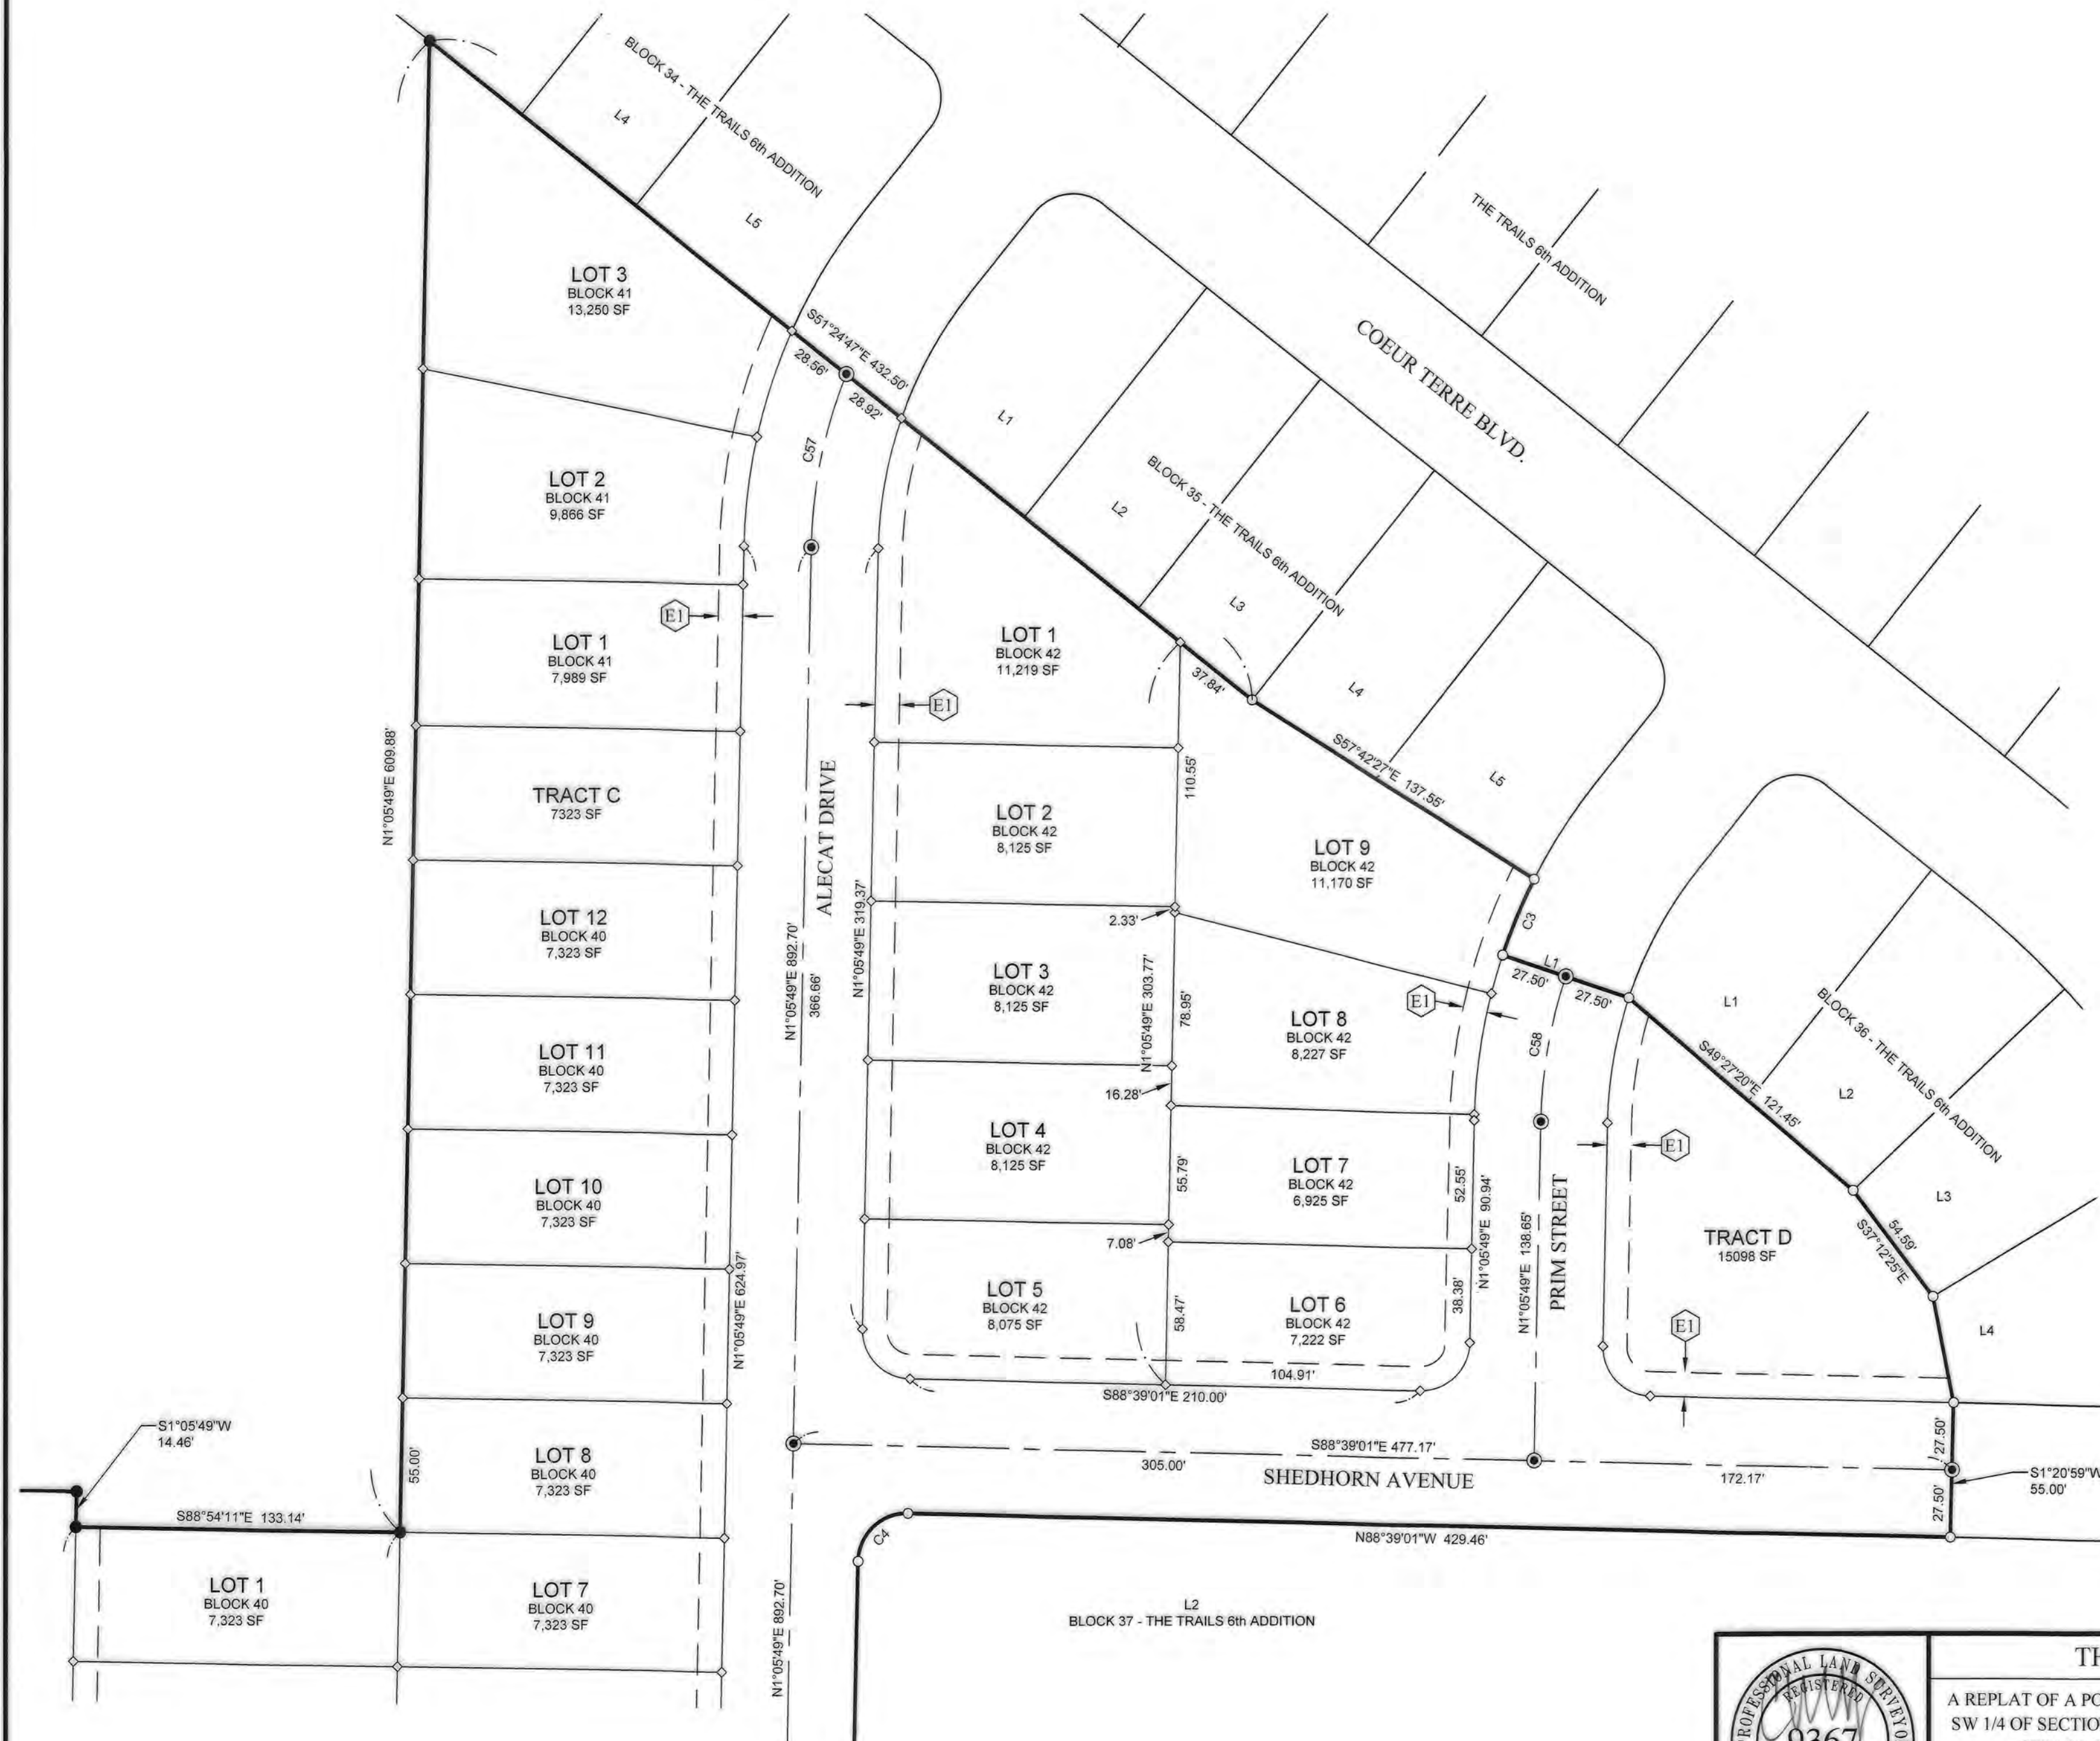 BLOCK 34 - THE TRAILS 6th ADDITION
L4
L5
THE TRAILS 6th ADDITION
COEUR TERRE BLVD.
LOT 3
BLOCK 41
13,250 SF
S51°24'47"E 432.50'
28.56'
28.92'
C57
L1
L2
BLOCK 35 - THE TRAILS 6th ADDITION
L3
L4
L5
LOT 2
BLOCK 41
9,866 SF
LOT 1
BLOCK 41
7,989 SF
E1
LOT 1
BLOCK 42
11,219 SF
E1
37.84'
S57°42'27"E 137.55'
N1°05'49"E 609.88'
TRACT C
7323 SF
ALECAT DRIVE
110.55'
LOT 2
BLOCK 42
8,125 SF
LOT 9
BLOCK 42
11,170 SF
C3
L1
27.50'
27.50'
LOT 12
BLOCK 40
7,323 SF
N1°05'49"E 892.70'
366.66'
N1°05'49"E 319.37'
2.33'
LOT 3
BLOCK 42
8,125 SF
N1°05'49"E 303.77'
78.95'
E1
LOT 8
BLOCK 42
8,227 SF
C58
L1
S49°27'20"E 121.45'
L2
BLOCK 36 - THE TRAILS 6th ADDITION
L3
L4
LOT 11
BLOCK 40
7,323 SF
16.28'
LOT 4
BLOCK 42
8,125 SF
55.79'
LOT 7
BLOCK 42
6,925 SF
52.55'
N1°05'49"E 90.94'
N1°05'49"E 138.65'
PRIM STREET
E1
TRACT D
15098 SF
54.59'
S37°12'25"E
LOT 10
BLOCK 40
7,323 SF
7.08'
N1°05'49"E 624.97'
LOT 9
BLOCK 40
7,323 SF
LOT 5
BLOCK 42
8,075 SF
58.47'
LOT 6
BLOCK 42
7,222 SF
38.38'
E1
104.91'
S88°39'01"E 210.00'
S1°05'49"W
14.46'
55.00'
LOT 8
BLOCK 40
7,323 SF
S88°39'01"E 477.17'
305.00'
SHEDHORN AVENUE
172.17'
27.50'
27.50'
S1°20'59"W
55.00'
S88°54'11"E 133.14'
C4
N88°39'01"W 429.46'
LOT 1
BLOCK 40
7,323 SF
LOT 7
BLOCK 40
7,323 SF
N1°05'49"E 892.70'
L2
BLOCK 37 - THE TRAILS 6th ADDITION
PROFESSIONAL LAND SURVEYO
REGISTERED
9367
TH
A REPLAT OF A PO
SW 1/4 OF SECTIO